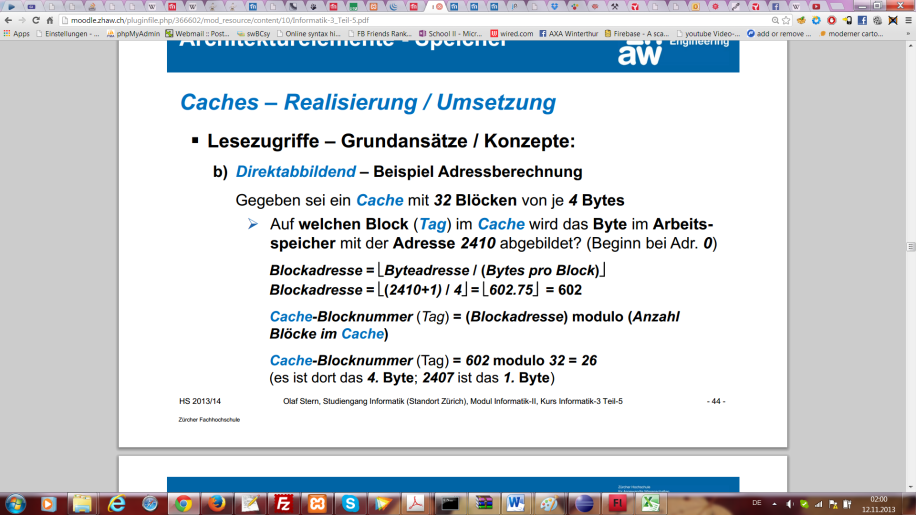 moodle.zhaw.ch/pluginfile.php/366602/mod_resource/content/10/Informatik-3_Teil-5.pdf
Apps Einstellungen - ... phpMyAdmin Webmail :: Post... swBCsy Online syntax hi... FB Friends Rank... School II - Micr... wired.com AXA Winterthur Firebase - A sca... youtube Video-... add or remove ... moderner carto... »
Architekturelemente - Speicher
aw Engineering
Caches – Realisierung / Umsetzung
▪ Lesezugriffe – Grundansätze / Konzepte:
b) Direktabbildend – Beispiel Adressberechnung
Gegeben sei ein Cache mit 32 Blöcken von je 4 Bytes
➢ Auf welchen Block (Tag) im Cache wird das Byte im Arbeits-
speicher mit der Adresse 2410 abgebildet? (Beginn bei Adr. 0)
Blockadresse = ⌊Byteadresse / (Bytes pro Block)⌋
Blockadresse = ⌊(2410+1) / 4⌋ = ⌊602.75⌋ = 602
Cache-Blocknummer (Tag) = (Blockadresse) modulo (Anzahl
Blöcke im Cache)
Cache-Blocknummer (Tag) = 602 modulo 32 = 26
(es ist dort das 4. Byte; 2407 ist das 1. Byte)
HS 2013/14 Olaf Stern, Studiengang Informatik (Standort Zürich), Modul Informatik-II, Kurs Informatik-3 Teil-5 - 44 -
Zürcher Fachhochschule
DE 02:00
12.11.2013